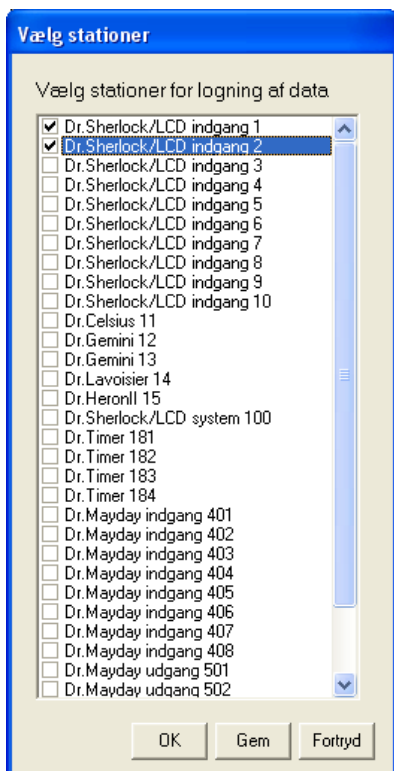 Vælg stationer
Vælg stationer for logning af data
Dr.Sherlock/LCD indgang 1
Dr.Sherlock/LCD indgang 2
Dr.Sherlock/LCD indgang 3
Dr.Sherlock/LCD indgang 4
Dr.Sherlock/LCD indgang 5
Dr.Sherlock/LCD indgang 6
Dr.Sherlock/LCD indgang 7
Dr.Sherlock/LCD indgang 8
Dr.Sherlock/LCD indgang 9
Dr.Sherlock/LCD indgang 10
Dr.Celsius 11
Dr.Gemini 12
Dr.Gemini 13
Dr.Lavoisier 14
Dr.HeronII 15
Dr.Sherlock/LCD system 100
Dr.Timer 181
Dr.Timer 182
Dr.Timer 183
Dr.Timer 184
Dr.Mayday indgang 401
Dr.Mayday indgang 402
Dr.Mayday indgang 403
Dr.Mayday indgang 404
Dr.Mayday indgang 405
Dr.Mayday indgang 406
Dr.Mayday indgang 407
Dr.Mayday indgang 408
Dr.Mayday udgang 501
Dr.Mayday udgang 502
OK Gem Fortryd